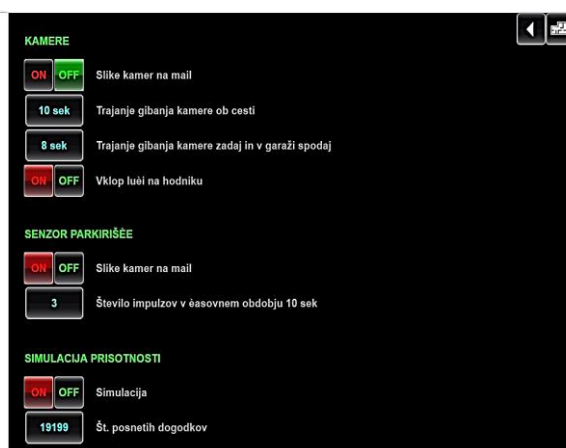 KAMERE
ON OFF Slike kamer na mail
10 sek Trajanje gibanja kamere ob cesti
8 sek Trajanje gibanja kamere zadaj in v garaži spodaj
ON OFF Vklop luèi na hodniku
SENZOR PARKIRIŠÈE
ON OFF Slike kamer na mail
3 Število impulzov v èasovnem obdobju 10 sek
SIMULACIJA PRISOTNOSTI
ON OFF Simulacija
19199 Št. posnetih dogodkov